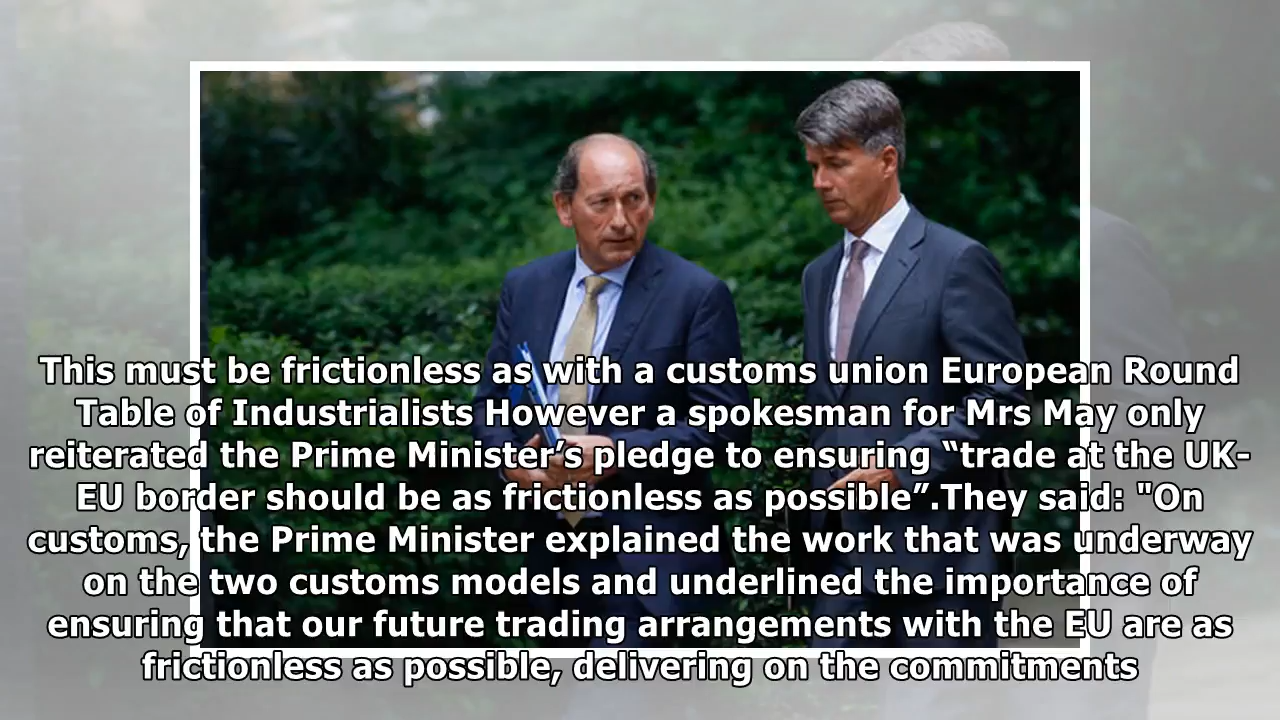 This must be frictionless as with a customs union European Round
Table of Industrialists However a spokesman for Mrs May only
reiterated the Prime Minister’s pledge to ensuring “trade at the UK-
EU border should be as frictionless as possible”.They said: "On
customs, the Prime Minister explained the work that was underway
on the two customs models and underlined the importance of
ensuring that our future trading arrangements with the EU are as
frictionless as possible, delivering on the commitments